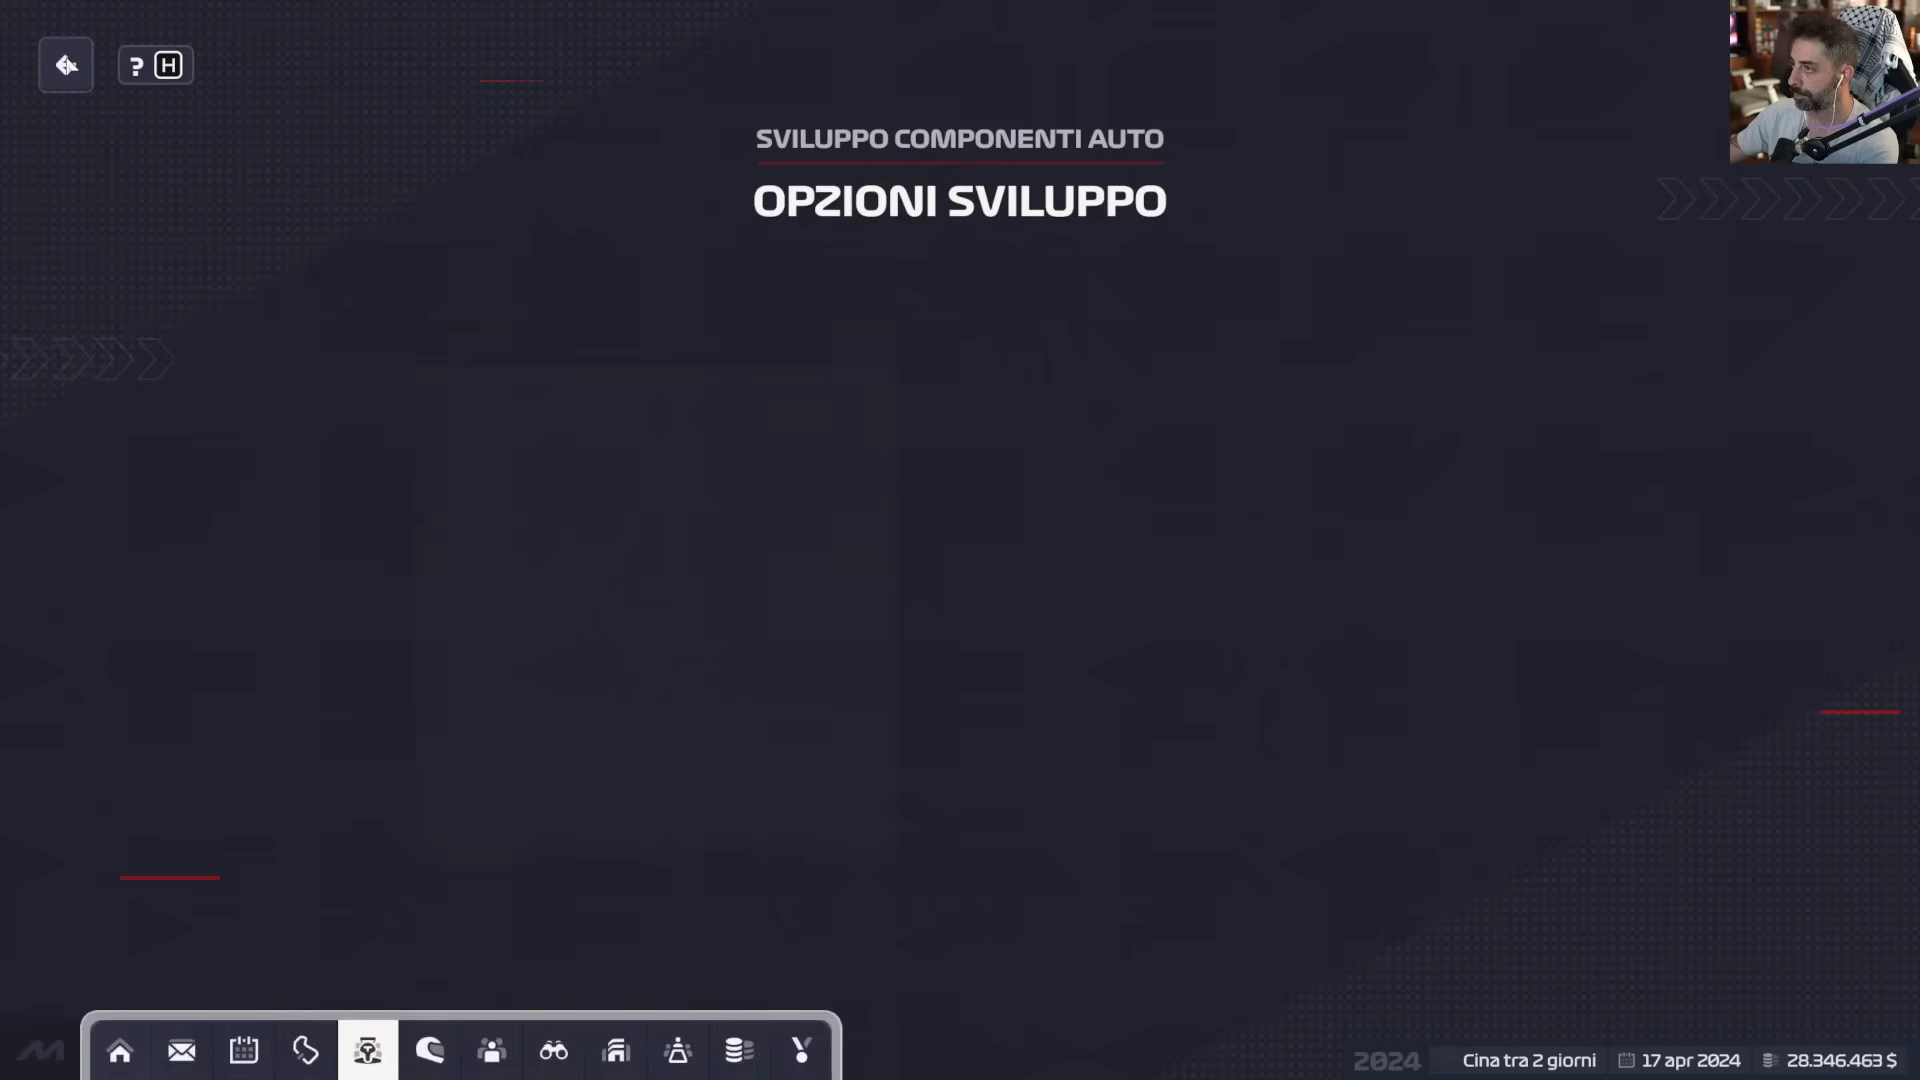 ? H
SVILUPPO COMPONENTI AUTO
OPZIONI SVILUPPO
2024 Cina tra 2 giorni 17 apr 2024 28.346.463 $